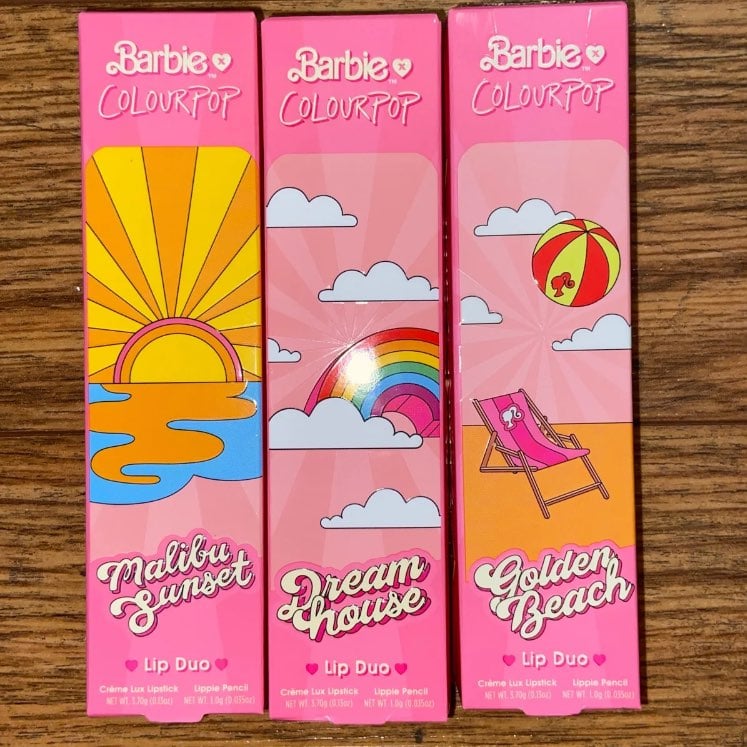 Barbie x
™
COLOURPOP
Malibu
Sunset
Lip Duo
Crème Lux Lipstick Lippie Pencil
NET WT. 3.70g (0.13oz) NET WT. 1.0g (0.035oz)
Barbie x
™
COLOURPOP
Dream
house
Lip Duo
Crème Lux Lipstick Lippie Pencil
NET WT. 3.70g (0.13oz) NET WT. 1.0g (0.035oz)
Barbie x
™
COLOURPOP
Golden
Beach
Lip Duo
Crème Lux Lipstick Lippie Pencil
NET WT. 3.70g (0.13oz) NET WT. 1.0g (0.035oz)